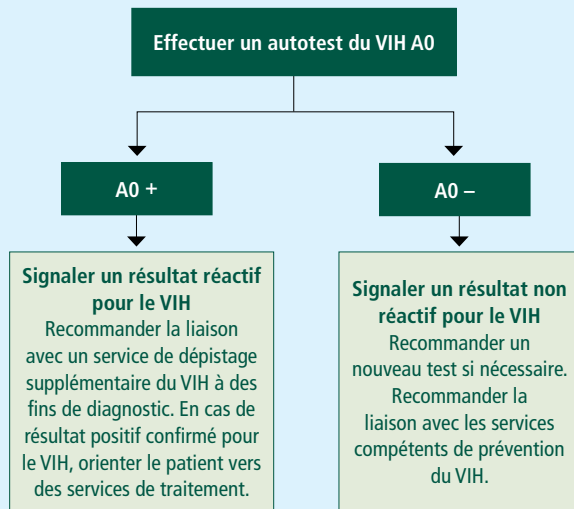 Effectuer un autotest du VIH A0
A0 +
A0 –
Signaler un résultat réactif
pour le VIH
Recommander la liaison
avec un service de dépistage
supplémentaire du VIH à des
fins de diagnostic. En cas de
résultat positif confirmé pour
le VIH, orienter le patient vers
des services de traitement.
Signaler un résultat non
réactif pour le VIH
Recommander un
nouveau test si nécessaire.
Recommander la
liaison avec les services
compétents de prévention
du VIH.